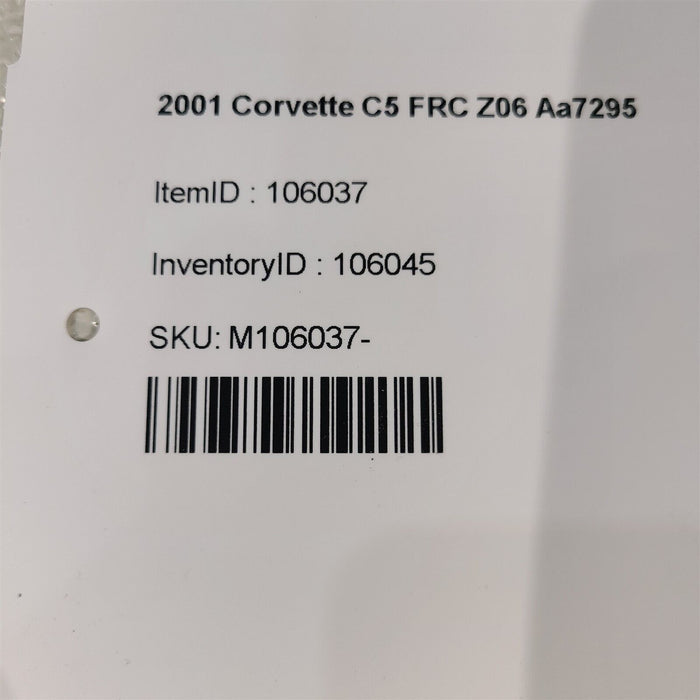 2001 Corvette C5 FRC Z06 Aa7295
ItemID : 106037
InventoryID : 106045
SKU: M106037-